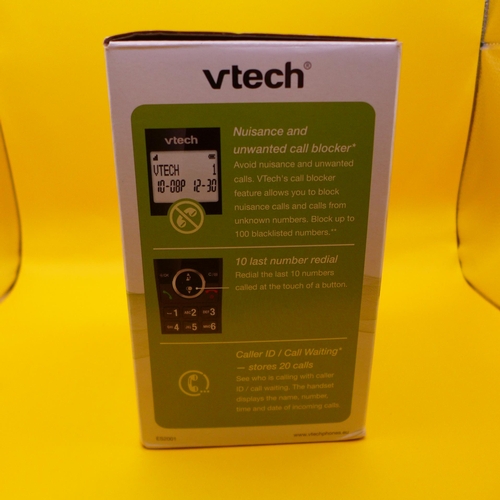 vtech®
Nuisance and
unwanted call blocker*
Avoid nuisance and unwanted
calls. VTech's call blocker
feature allows you to block
nuisance calls and calls from
unknown numbers. Block up to
100 blacklisted numbers.**
vtech
VTECH 1
10-08P 12-30
10 last number redial
Redial the last 10 numbers
called at the touch of a button.
1 2 3
4 5 6
Caller ID / Call Waiting*
— stores 20 calls
See who is calling with caller
ID / call waiting. The handset
displays the name, number,
time and date of incoming calls.